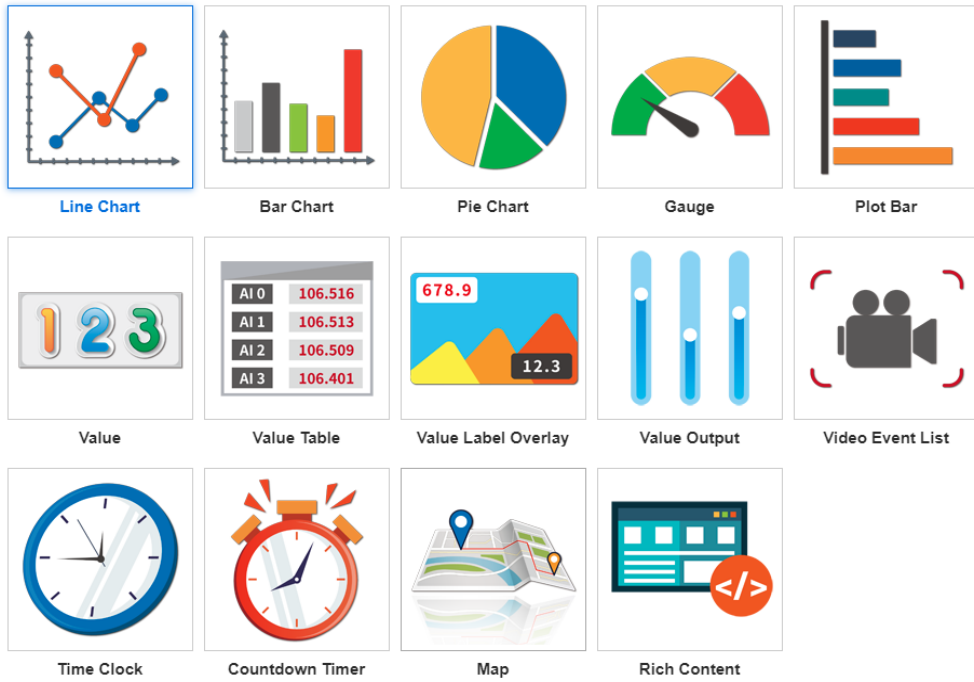 Line Chart
Bar Chart
Pie Chart
Gauge
Plot Bar
123
AI 0 106.516
AI 1 106.513
AI 2 106.509
AI 3 106.401
678.9
12.3
Value
Value Table
Value Label Overlay
Value Output
Video Event List
</>
Time Clock
Countdown Timer
Map
Rich Content